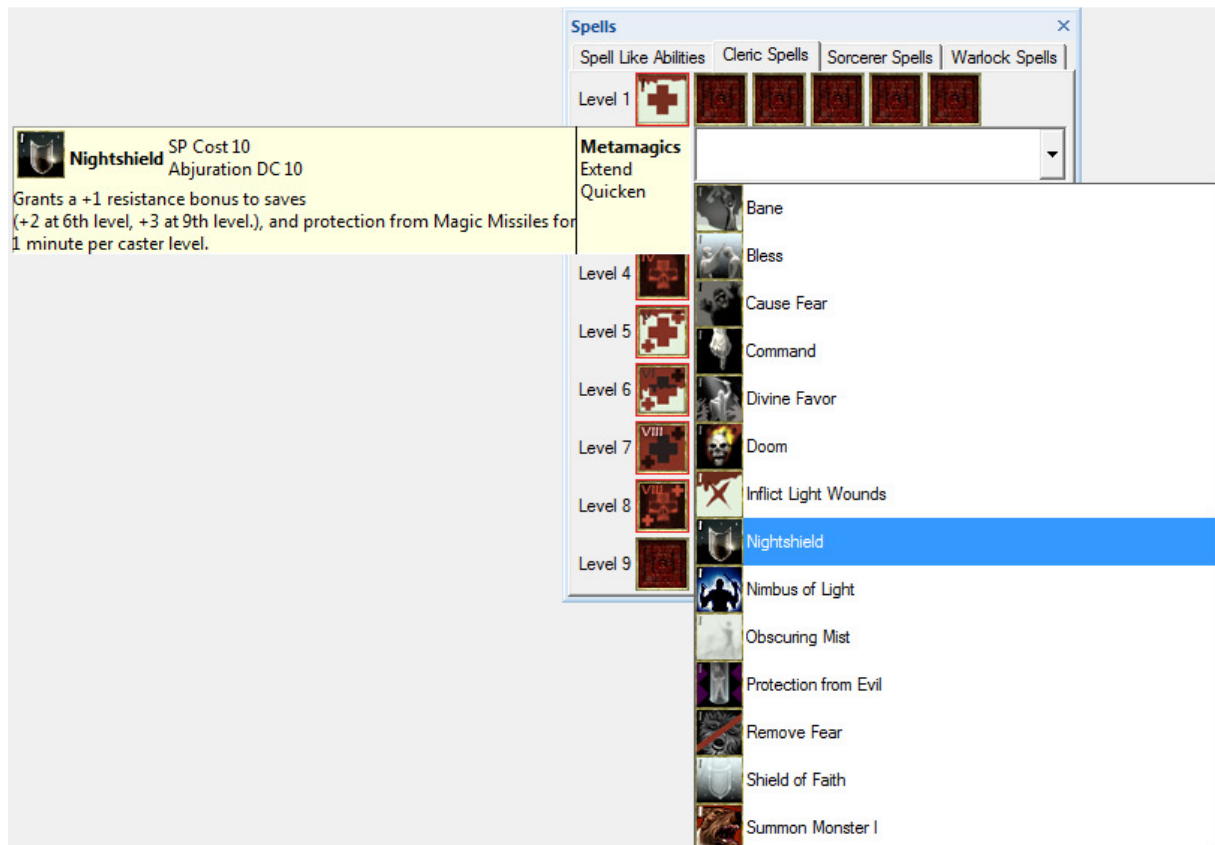 Spells
Spell Like Abilities Cleric Spells Sorcerer Spells Warlock Spells
Level 1
Nightshield
SP Cost 10
Abjuration DC 10
Grants a +1 resistance bonus to saves
(+2 at 6th level, +3 at 9th level.), and protection from Magic Missiles for
1 minute per caster level.
Metamagics
Extend
Quicken
Level 4
Level 5
Level 6
Level 7
VIII
Level 8
VIII
Level 9
Bane
Bless
Cause Fear
Command
Divine Favor
Doom
Inflict Light Wounds
Nightshield
Nimbus of Light
Obscuring Mist
Protection from Evil
Remove Fear
Shield of Faith
Summon Monster I